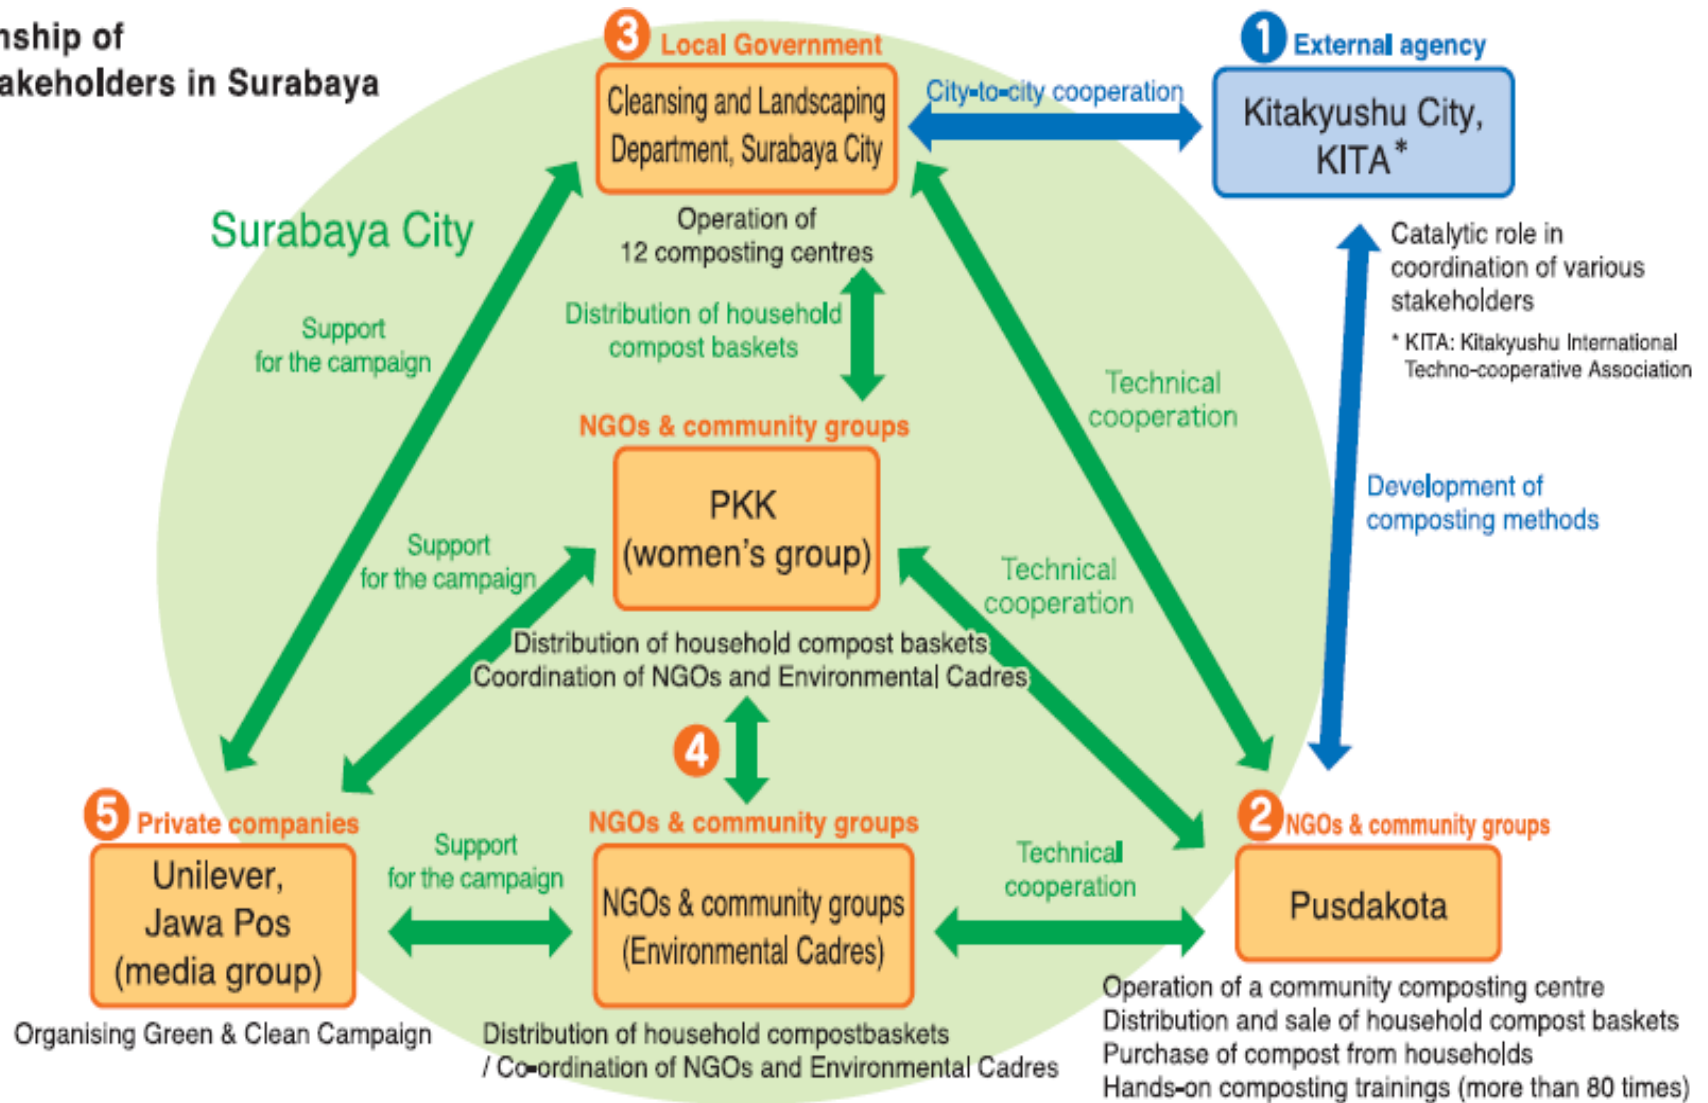 nship of
akeholders in Surabaya
3 Local Government
Cleansing and Landscaping
Department, Surabaya City
Operation of
12 composting centres
City-to-city cooperation
1 External agency
Kitakyushu City,
KITA*
Catalytic role in
coordination of various
stakeholders
* KITA: Kitakyushu International
Techno-cooperative Association
Surabaya City
Support
for the campaign
Distribution of household
compost baskets
Technical
cooperation
Development of
composting methods
NGOs & community groups
PKK
(women's group)
Support
for the campaign
Technical
cooperation
Distribution of household compost baskets
Coordination of NGOs and Environmental Cadres
4
5 Private companies
Unilever,
Jawa Pos
(media group)
Organising Green & Clean Campaign
Support
for the campaign
NGOs & community groups
NGOs & community groups
(Environmental Cadres)
Distribution of household compostbaskets
/ Co-ordination of NGOs and Environmental Cadres
Technical
cooperation
2 NGOs & community groups
Pusdakota
Operation of a community composting centre
Distribution and sale of household compost baskets
Purchase of compost from households
Hands-on composting trainings (more than 80 times)